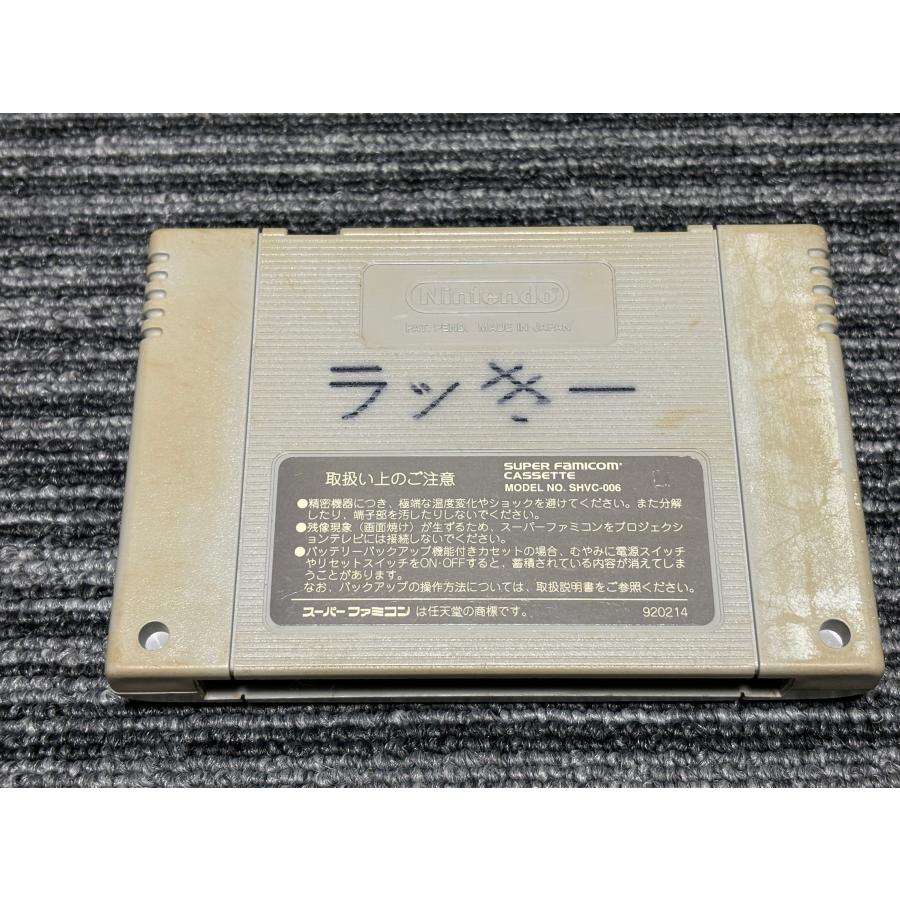 Nintendo
PAT. PEND. MADE IN JAPAN
ラッきー
取扱い上のご注意
SUPER FAMICOM
CASSETTE
MODEL NO. SHVC-006
●精密機器につき、極端な温度変化やショックを避けてください。また分解
したり、端子部を汚したりしないでください。
●残像現象（画面焼け）が生ずるため、スーパーファミコンをプロジェクシ
ョンテレビには接続しないでください。
●バッテリーバックアップ機能付きカセットの場合、むやみに電源スイッチ
やリセットスイッチをON・OFFすると、蓄積されている内容が消えてしま
うことがあります。
なお、バックアップの操作方法については、取扱説明書をご参照ください。
スーパーファミコン は任天堂の商標です。
920214